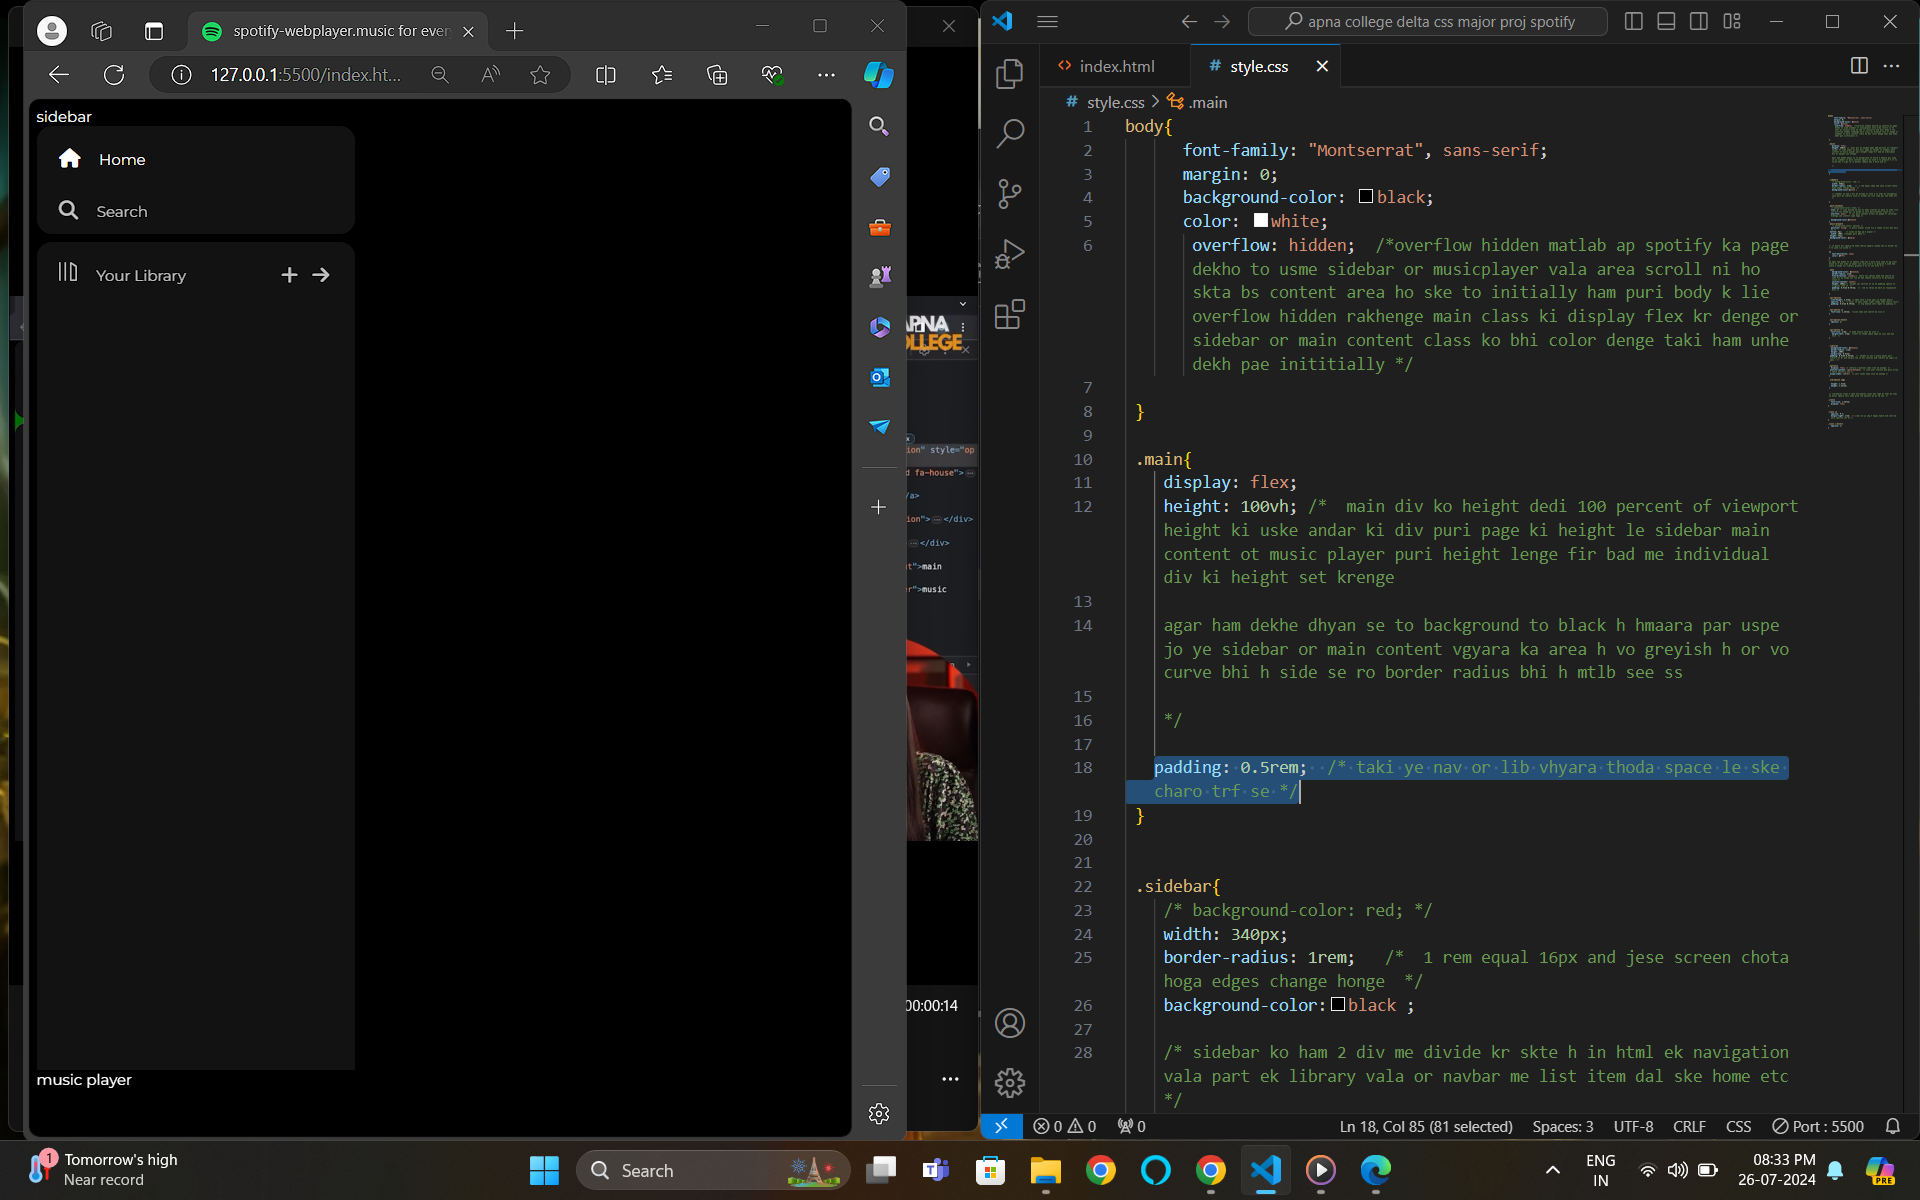 spotify-webplayer.music for ever
127.0.0.1:5500/index.ht...
sidebar
Home
Search
Your Library
music player
APNA
OLLEGE
ion" style="op
d fa-house">
/a>
ion"> </div>
</div>
t">main
r">music
00:00:14
apna college delta css major proj spotify
<> index.html
# style.css
# style.css > .main
1 body{
2 font-family: "Montserrat", sans-serif;
3 margin: 0;
4 background-color: black;
5 color: white;
6 overflow: hidden; /*overflow hidden matlab ap spotify ka page
dekho to usme sidebar or musicplayer vala area scroll ni ho
skta bs content area ho ske to initially ham puri body k lie
overflow hidden rakhenge main class ki display flex kr denge or
sidebar or main content class ko bhi color denge taki ham unhe
dekh pae inititially */
7
8 }
9
10 .main{
11 display: flex;
12 height: 100vh; /* main div ko height dedi 100 percent of viewport
height ki uske andar ki div puri page ki height le sidebar main
content ot music player puri height lenge fir bad me individual
div ki height set krenge
13
14 agar ham dekhe dhyan se to background to black h hmaara par uspe
jo ye sidebar or main content vgyara ka area h vo greyish h or vo
curve bhi h side se ro border radius bhi h mtlb see ss
15
16 */
17
18 padding: 0.5rem; /* taki ye nav or lib vhyara thoda space le ske
charo trf se */
19 }
20
21
22 .sidebar{
23 /* background-color: red; */
24 width: 340px;
25 border-radius: 1rem; /* 1 rem equal 16px and jese screen chota
hoga edges change honge */
26 background-color: black ;
27
28 /* sidebar ko ham 2 div me divide kr skte h in html ek navigation
vala part ek library vala or navbar me list item dal ske home etc
*/
0 0 0 Ln 18, Col 85 (81 selected) Spaces: 3 UTF-8 CRLF CSS Port : 5500
1
Tomorrow's high
Near record
Search
PRE
ENG
IN
08:33 PM
26-07-2024